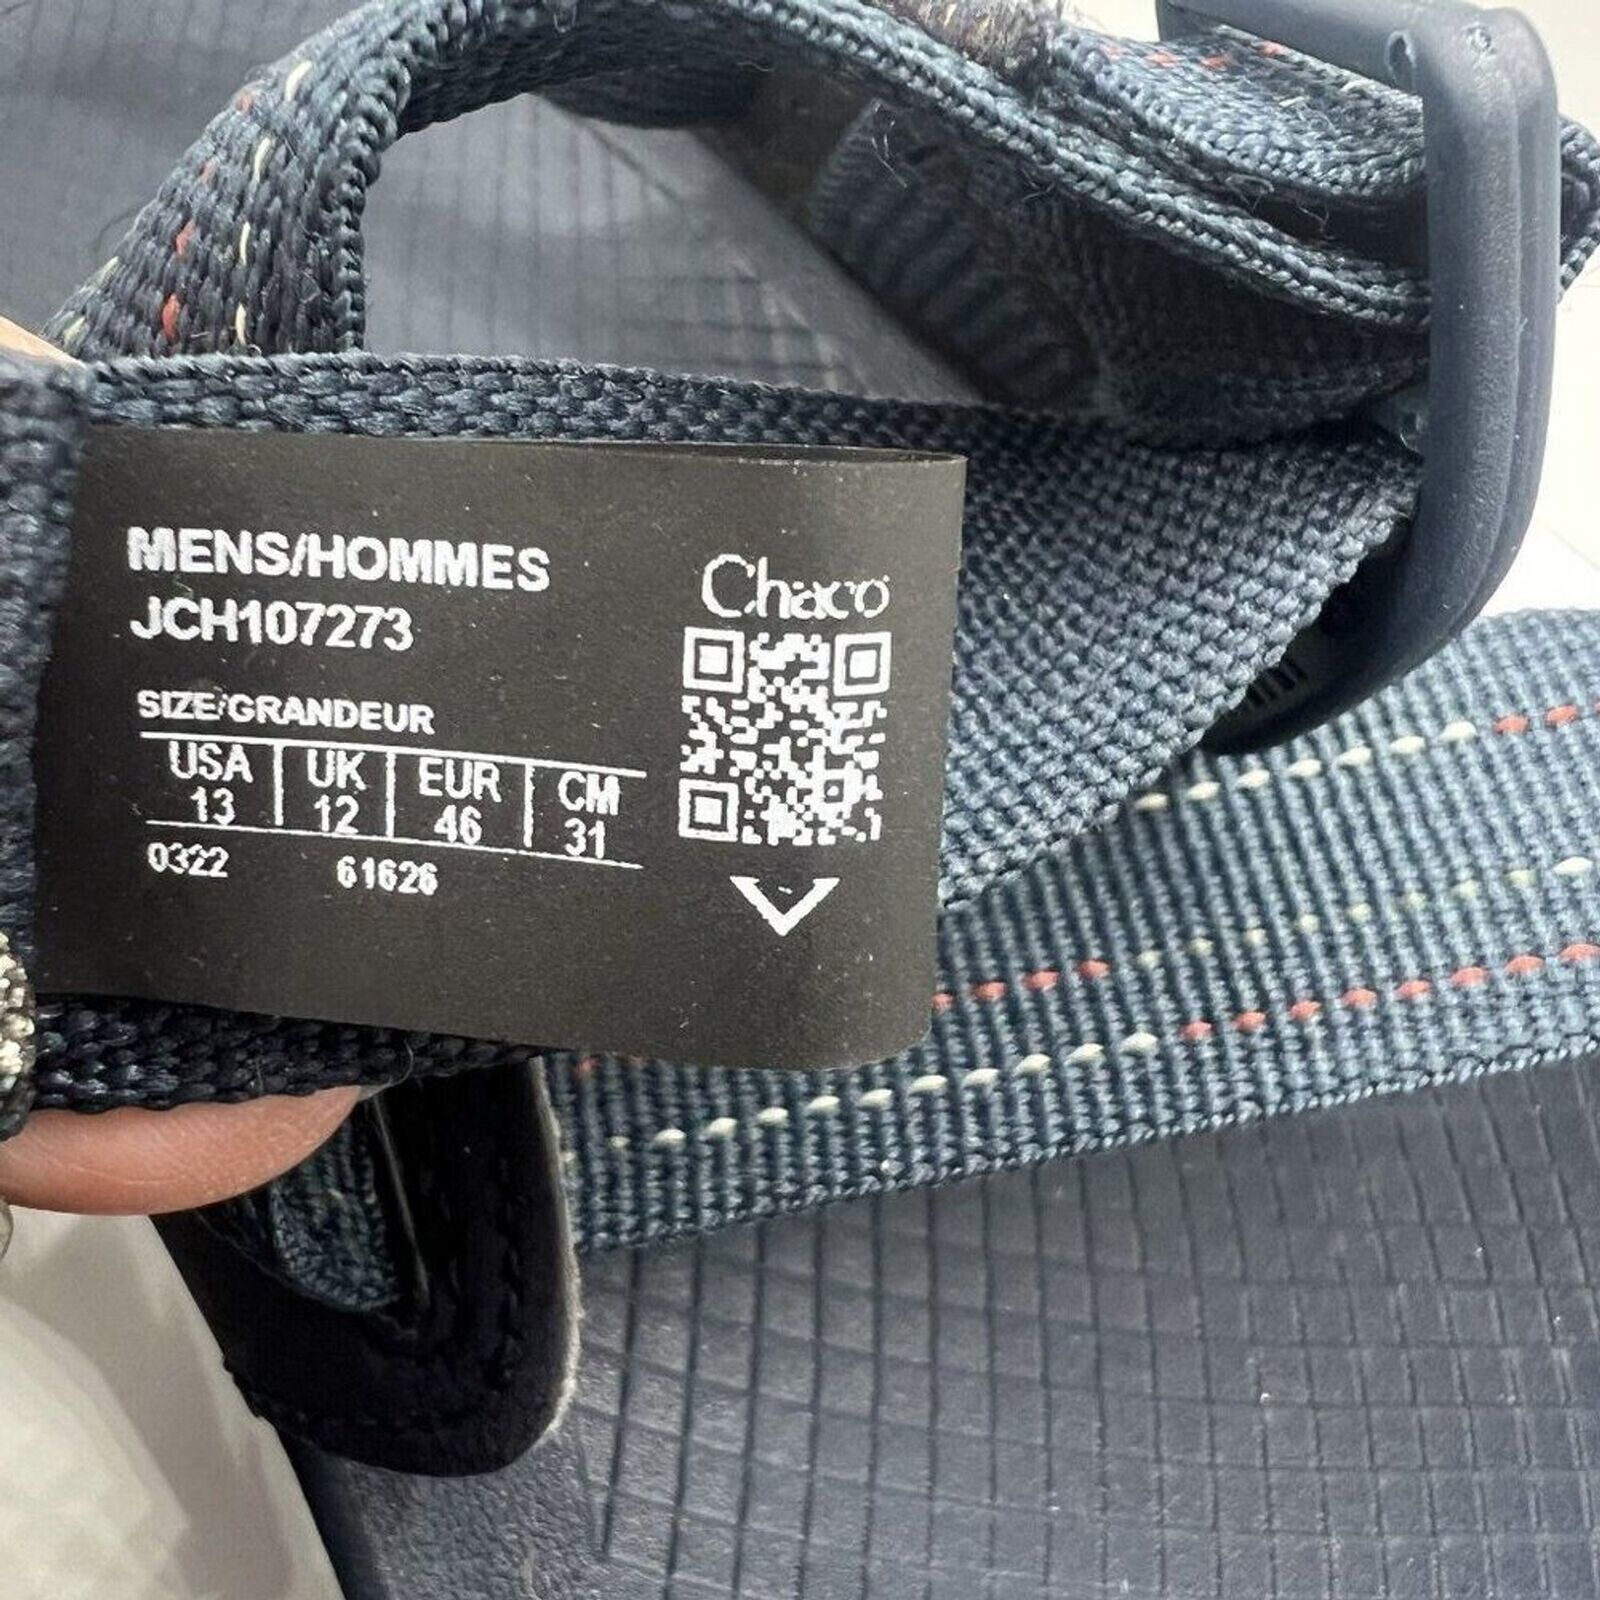 MENS/HOMMES
JCH107273
SIZE/GRANDEUR
USA UK EUR CM
13 12 46 31
0322 61626
Chaco